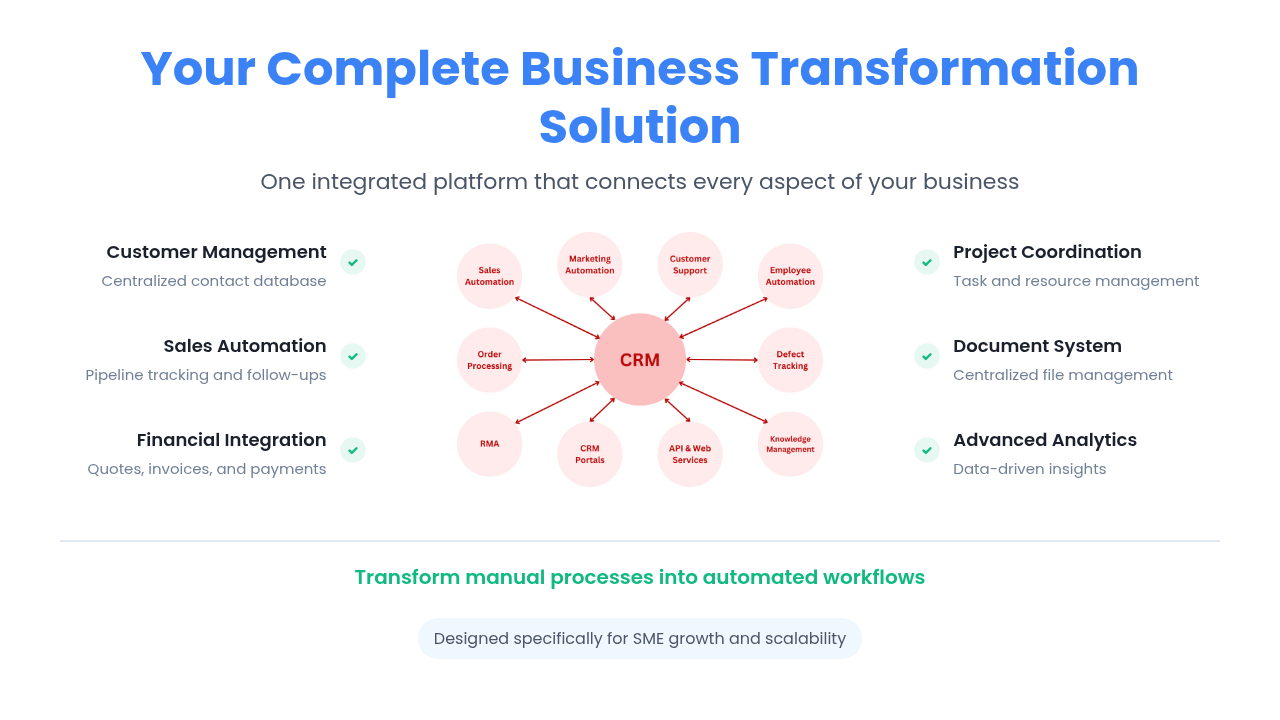 Your Complete Business Transformation
Solution
One integrated platform that connects every aspect of your business
Customer Management
Centralized contact database
Sales Automation
Pipeline tracking and follow-ups
Financial Integration
Quotes, invoices, and payments
Sales
Automation
Marketing
Automation
Customer
Support
Employee
Automation
Order
Processing
CRM
Defect
Tracking
RMA
CRM
Portals
API & Web
Services
Knowledge
Management
Project Coordination
Task and resource management
Document System
Centralized file management
Advanced Analytics
Data-driven insights
Transform manual processes into automated workflows
Designed specifically for SME growth and scalability